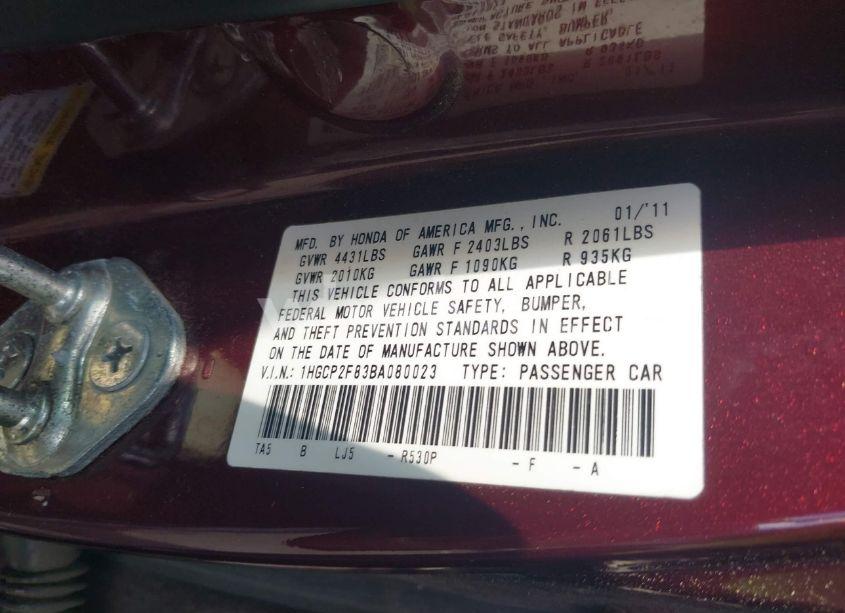 MFD. BY HONDA OF AMERICA MFG., INC. 01/'11
GVWR 4431LBS GAWR F 2403LBS R 2061LBS
GVWR 2010KG GAWR F 1090KG R 935KG
THIS VEHICLE CONFORMS TO ALL APPLICABLE
FEDERAL MOTOR VEHICLE SAFETY, BUMPER,
AND THEFT PREVENTION STANDARDS IN EFFECT
ON THE DATE OF MANUFACTURE SHOWN ABOVE.
V.I.N.: 1HGCP2F83BA080023 TYPE: PASSENGER CAR
TA5 B LJ5 - R530P - F - A